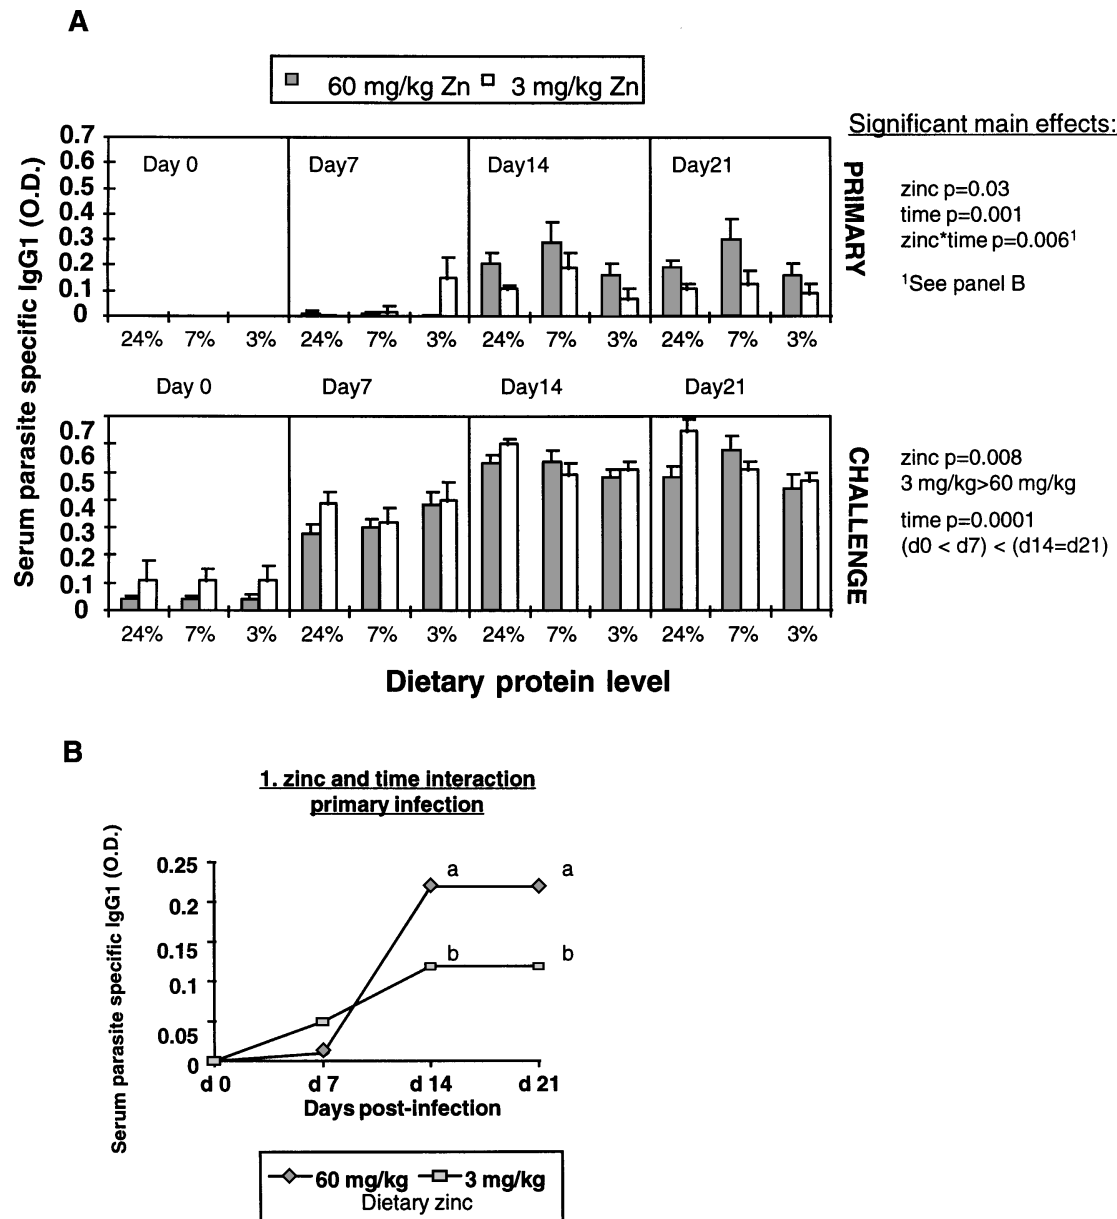 A
60 mg/kg Zn 3 mg/kg Zn
Significant main effects:
Serum parasite specific IgG1 (O.D.)
0.7
0.6
0.5
0.4
0.3
0.2
0.1
0
Day 0 Day7 Day14 Day21
24% 7% 3% 24% 7% 3% 24% 7% 3% 24% 7% 3%
PRIMARY
zinc p=0.03
time p=0.001
zinc*time p=0.006¹
¹See panel B
Day 0 Day7 Day14 Day21
0.7
0.6
0.5
0.4
0.3
0.2
0.1
0
24% 7% 3% 24% 7% 3% 24% 7% 3% 24% 7% 3%
CHALLENGE
zinc p=0.008
3 mg/kg>60 mg/kg
time p=0.0001
(d0 < d7) < (d14=d21)
Dietary protein level
B
1. zinc and time interaction
primary infection
Serum parasite specific IgG1 (O.D.)
0.25
0.2
0.15
0.1
0.05
0
a a
b b
d 0 d 7 d 14 d 21
Days post-infection
60 mg/kg 3 mg/kg
Dietary zinc